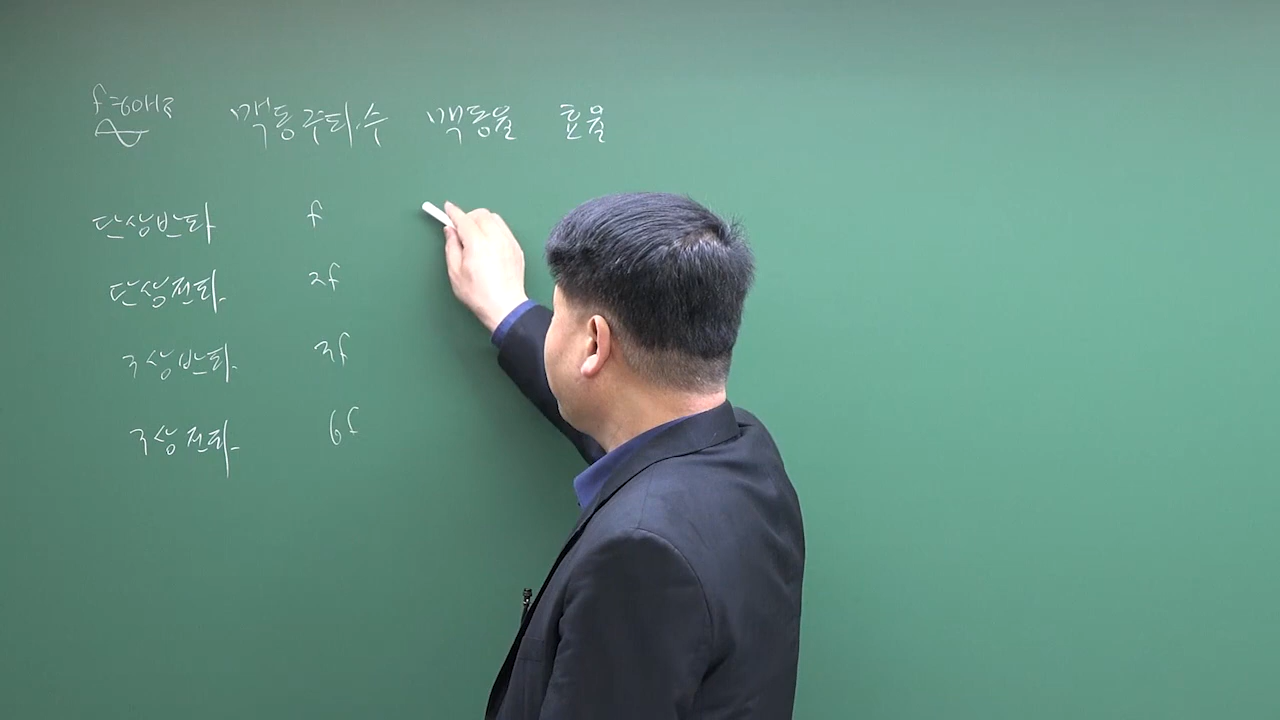 f=60Hz 맥동주파수 맥동율 효율
단상반파 f
단상전파 2f
3상반파 3f
3상전파 6f